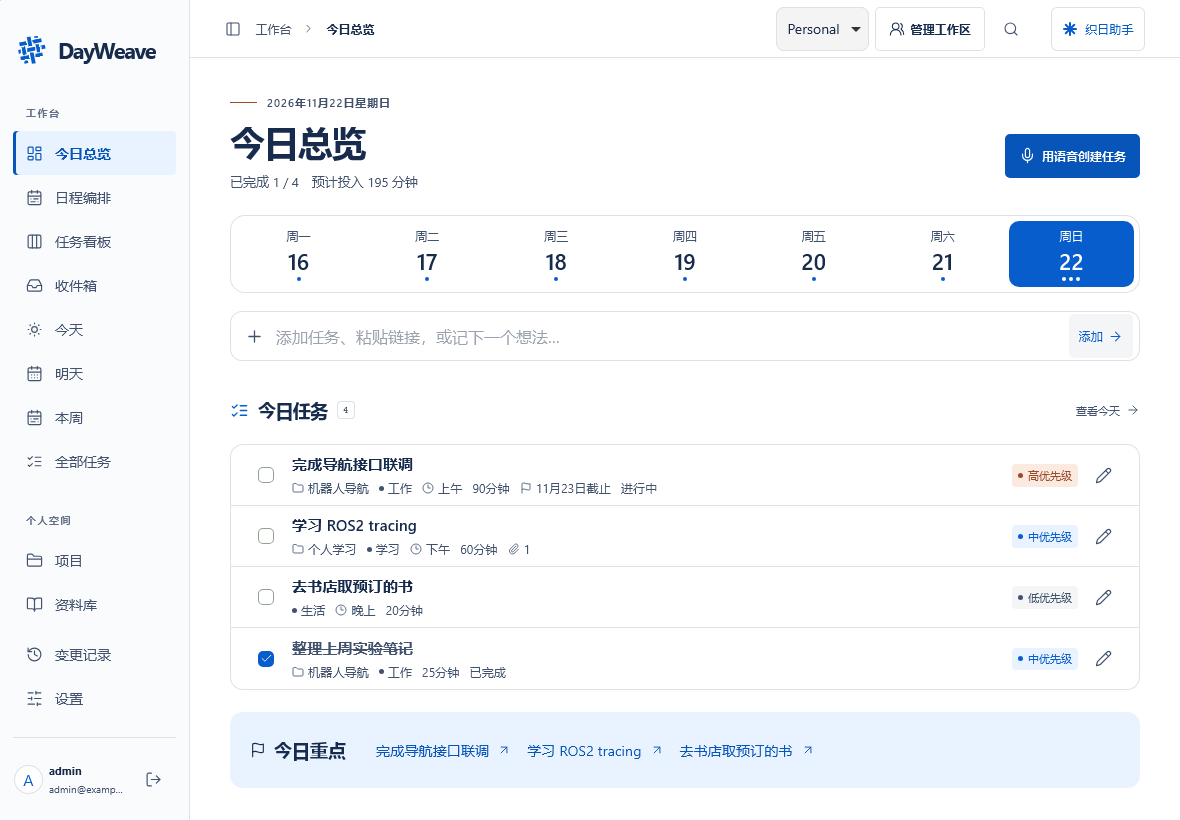 DayWeave
工作台
今日总览
日程编排
任务看板
收件箱
今天
明天
本周
全部任务
个人空间
项目
资料库
变更记录
设置
A
admin
admin@examp...
工作台 今日总览
Personal
管理工作区
织日助手
2026年11月22日星期日
今日总览
已完成 1 / 4 预计投入 195 分钟
用语音创建任务
周一 周二 周三 周四 周五 周六 周日
16 17 18 19 20 21 22
添加任务、粘贴链接，或记下一个想法...
添加
今日任务 4
查看今天
完成导航接口联调
机器人导航 工作 上午 90分钟 11月23日截止 进行中
高优先级
学习 ROS2 tracing
个人学习 学习 下午 60分钟 1
中优先级
去书店取预订的书
生活 晚上 20分钟
低优先级
整理上周实验笔记
机器人导航 工作 25分钟 已完成
中优先级
今日重点 完成导航接口联调 学习 ROS2 tracing 去书店取预订的书